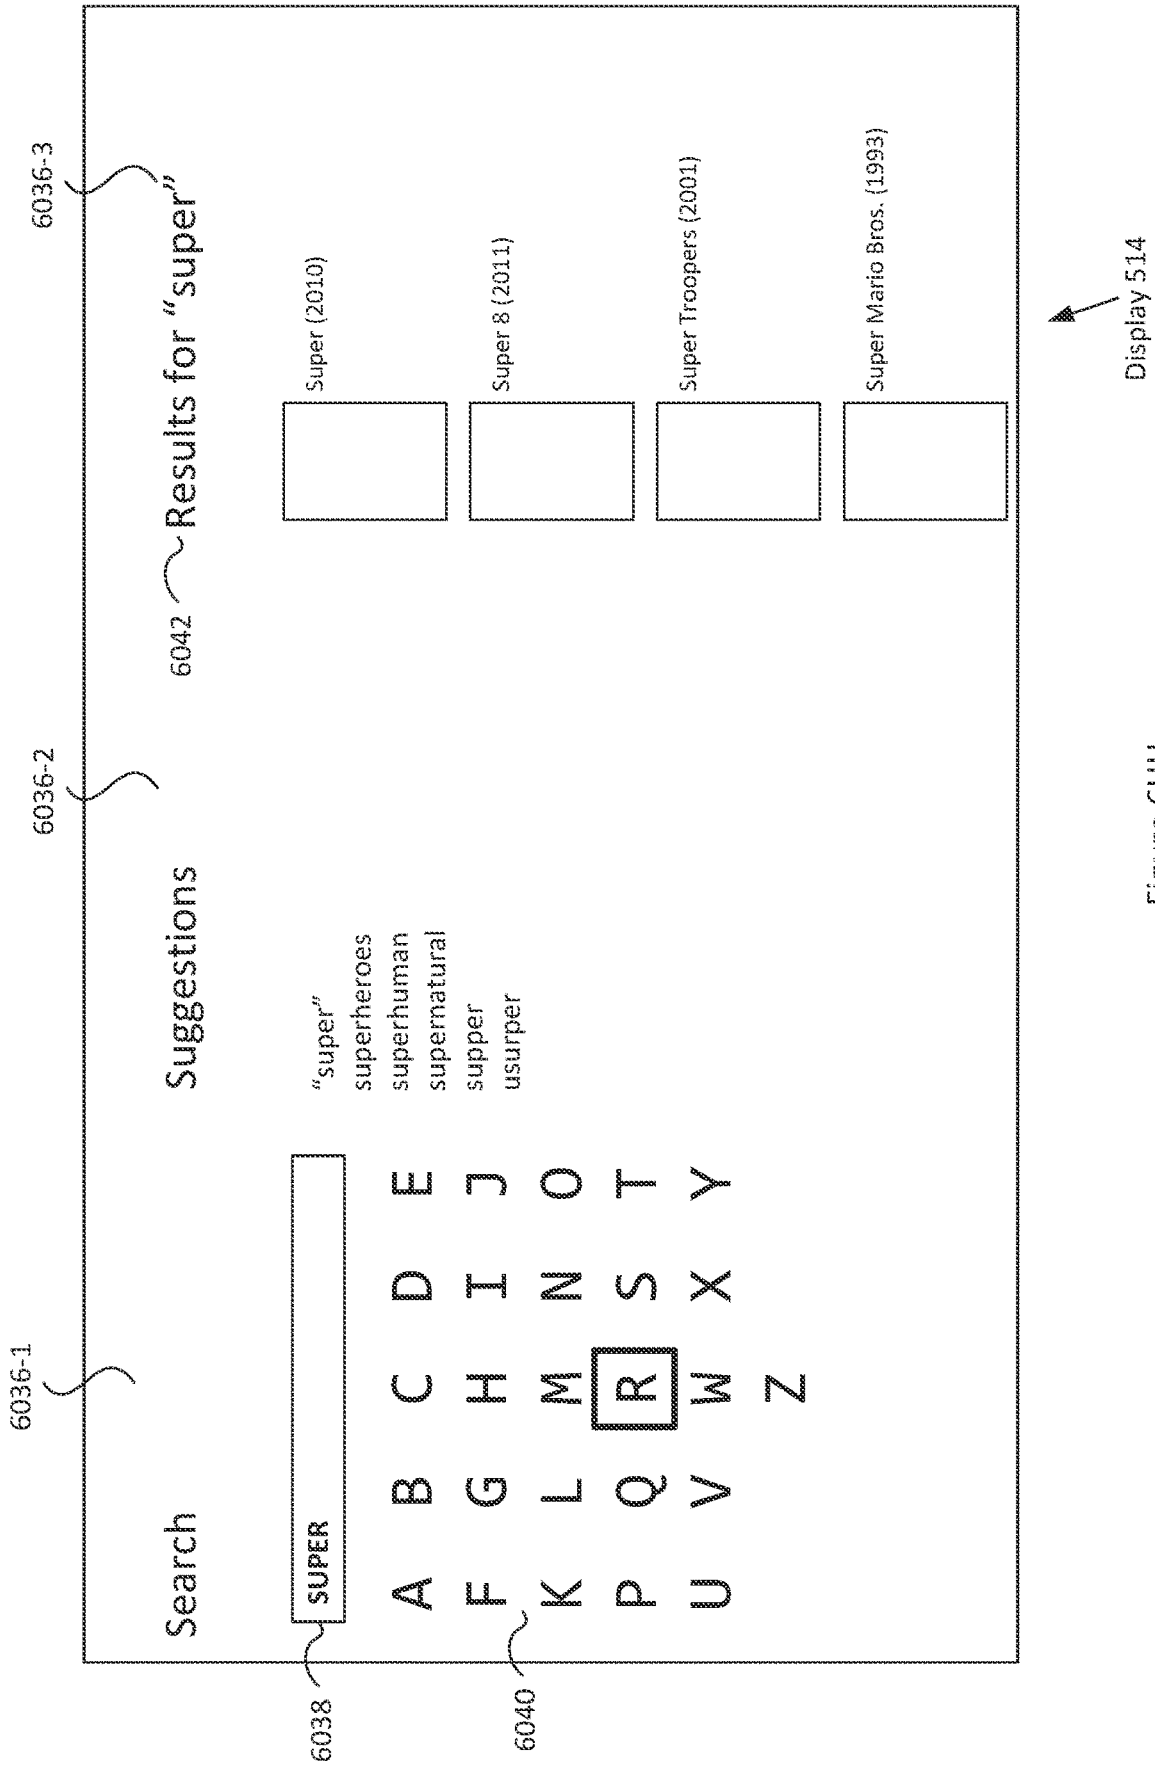 6036-1
6036-2
6036-3
Search
SUPER
A B C D E
F G H I J
K L M N O
P Q R S T
U V W X Y
Z
6038
6040
Suggestions
“super”
superheroes
superhuman
supernatural
supper
usurper
6042
Results for “super”
Super (2010)
Super 8 (2011)
Super Troopers (2001)
Super Mario Bros. (1993)
Display 514